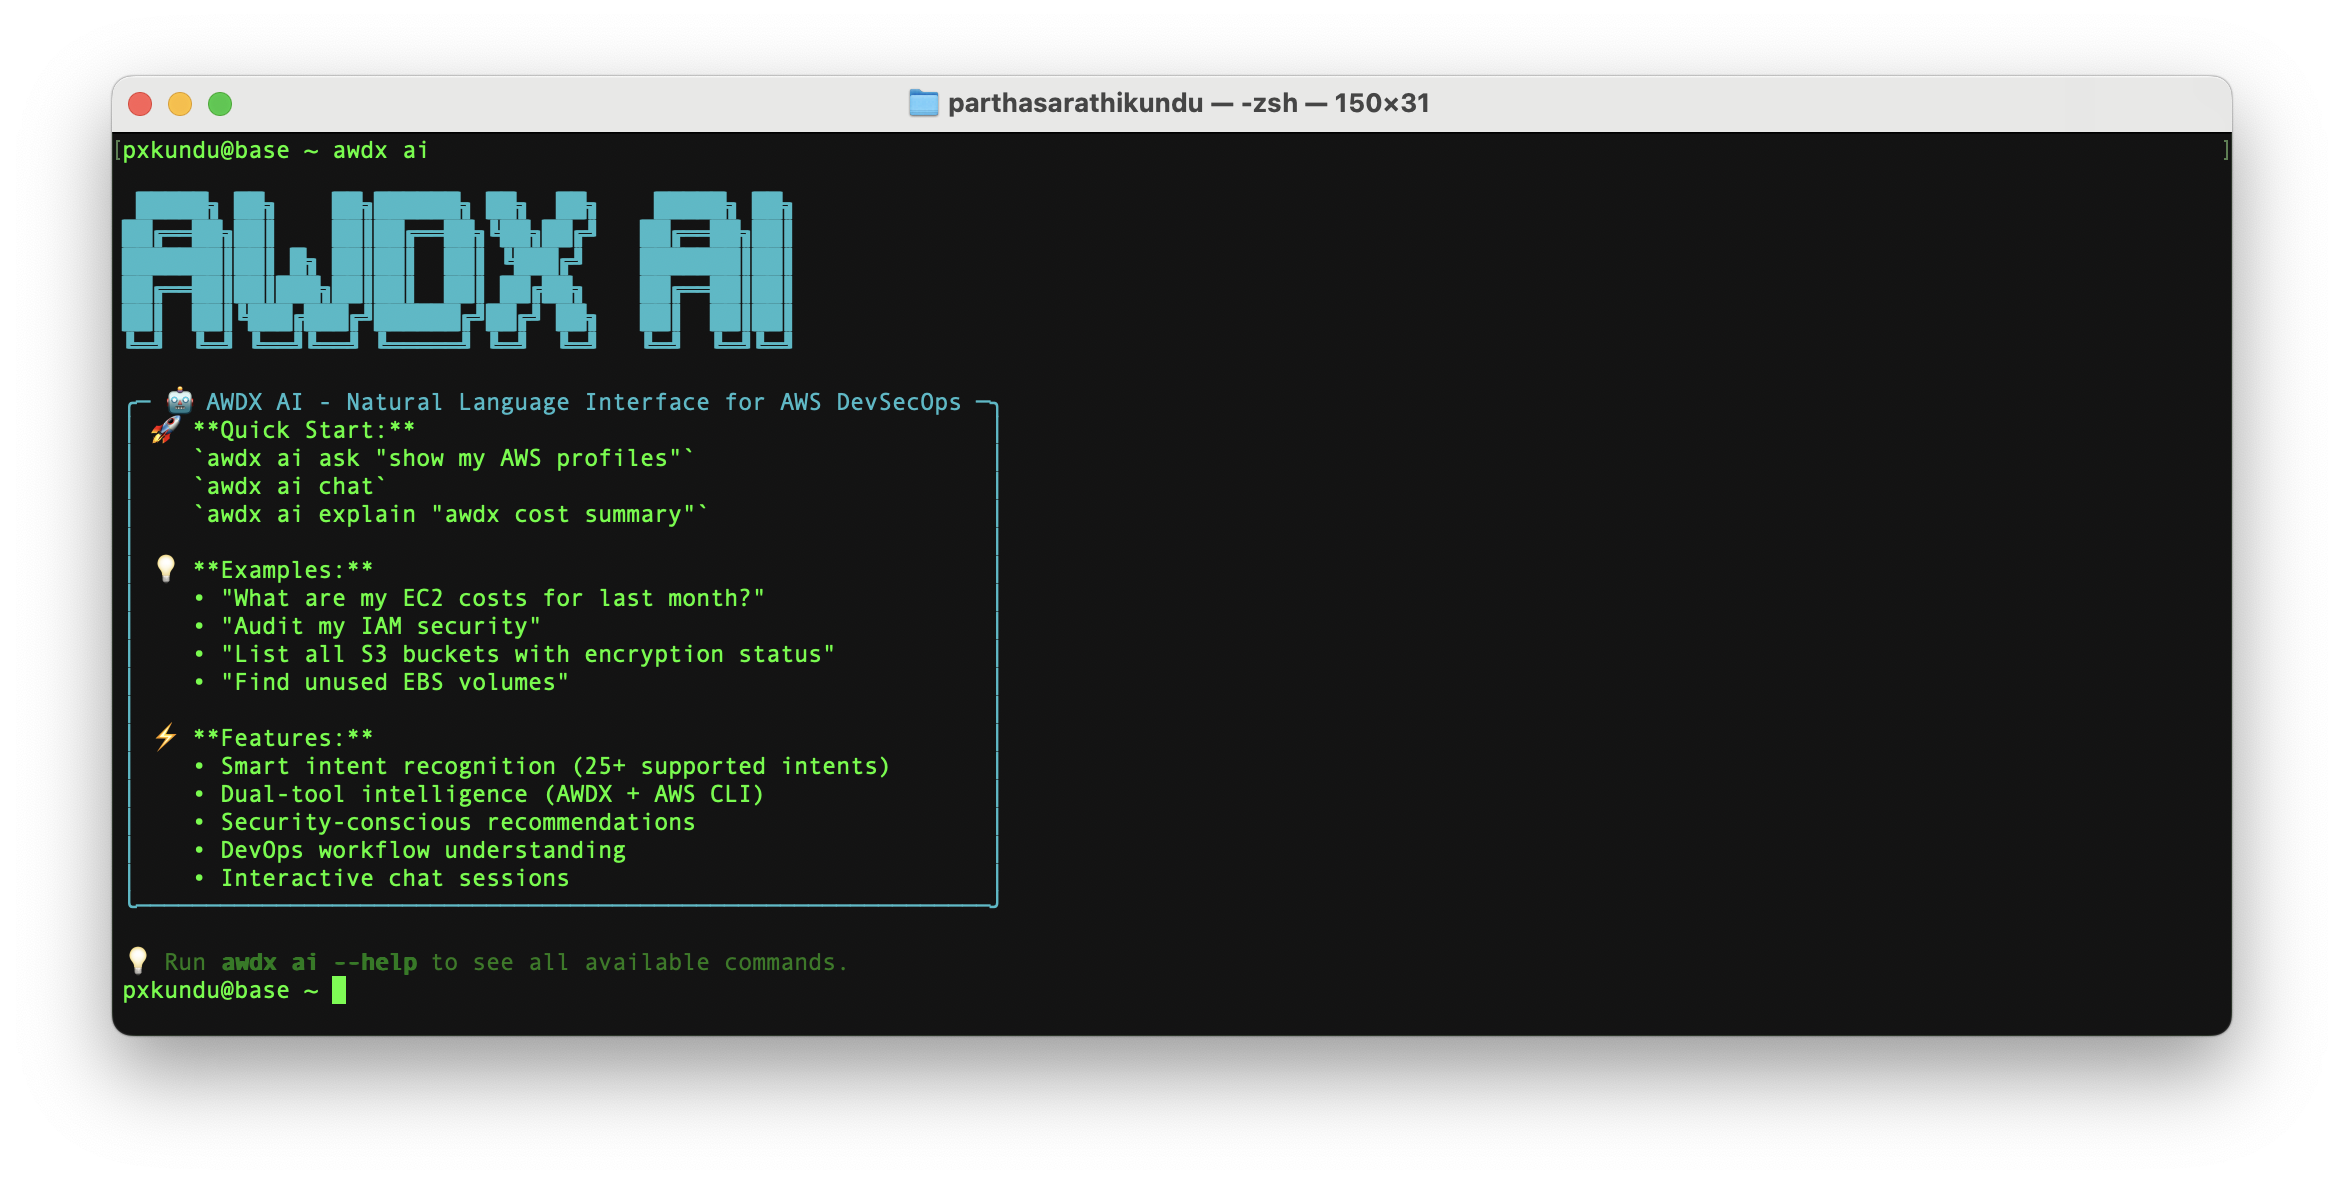 parthasarathikundu — -zsh — 150×31
[pxkundu@base ~ awdx ai ]
AWDX AI
🤖 AWDX AI - Natural Language Interface for AWS DevSecOps
🚀 **Quick Start:**
`awdx ai ask "show my AWS profiles"`
`awdx ai chat`
`awdx ai explain "awdx cost summary"`
💡 **Examples:**
• "What are my EC2 costs for last month?"
• "Audit my IAM security"
• "List all S3 buckets with encryption status"
• "Find unused EBS volumes"
⚡ **Features:**
• Smart intent recognition (25+ supported intents)
• Dual-tool intelligence (AWDX + AWS CLI)
• Security-conscious recommendations
• DevOps workflow understanding
• Interactive chat sessions
💡 Run awdx ai --help to see all available commands.
pxkundu@base ~